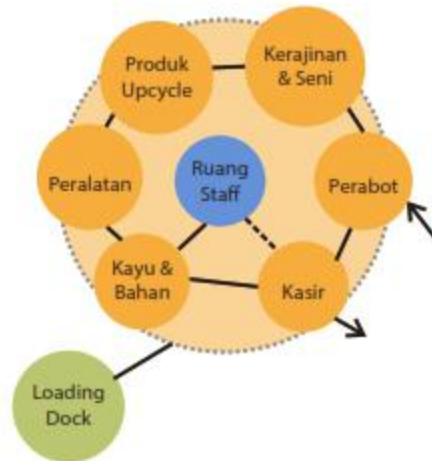 Produk
Upcycle
Kerajinan
& Seni
Peralatan
Ruang
Staff
Perabot
Kayu &
Bahan
Kasir
Loading
Dock